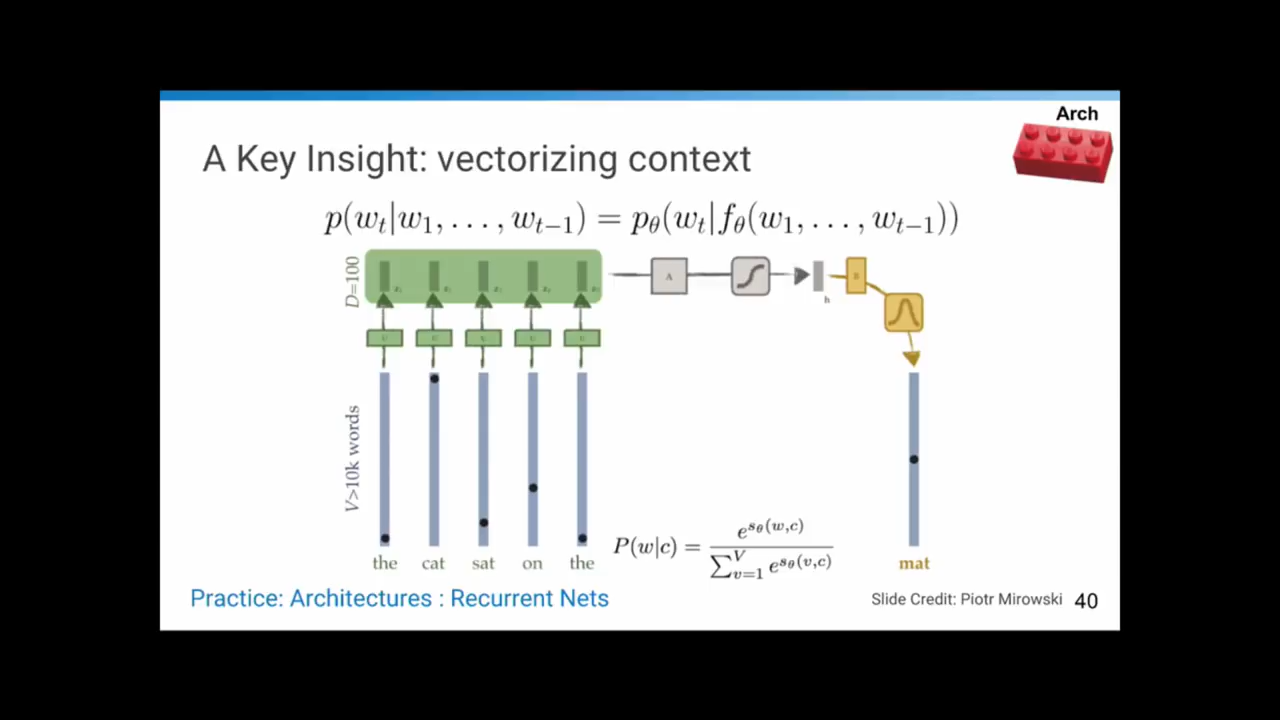 Arch
A Key Insight: vectorizing context
p(w_t|w_1, . . . , w_{t−1}) = p_θ(w_t|f_θ(w_1, . . . , w_{t−1}))
D=100
A
h
B
V>10k words
the cat sat on the
P(w|c) = e^{s_θ(w,c)} / ∑_{v=1}^{V} e^{s_θ(v,c)}
mat
Practice: Architectures : Recurrent Nets
Slide Credit: Piotr Mirowski 40